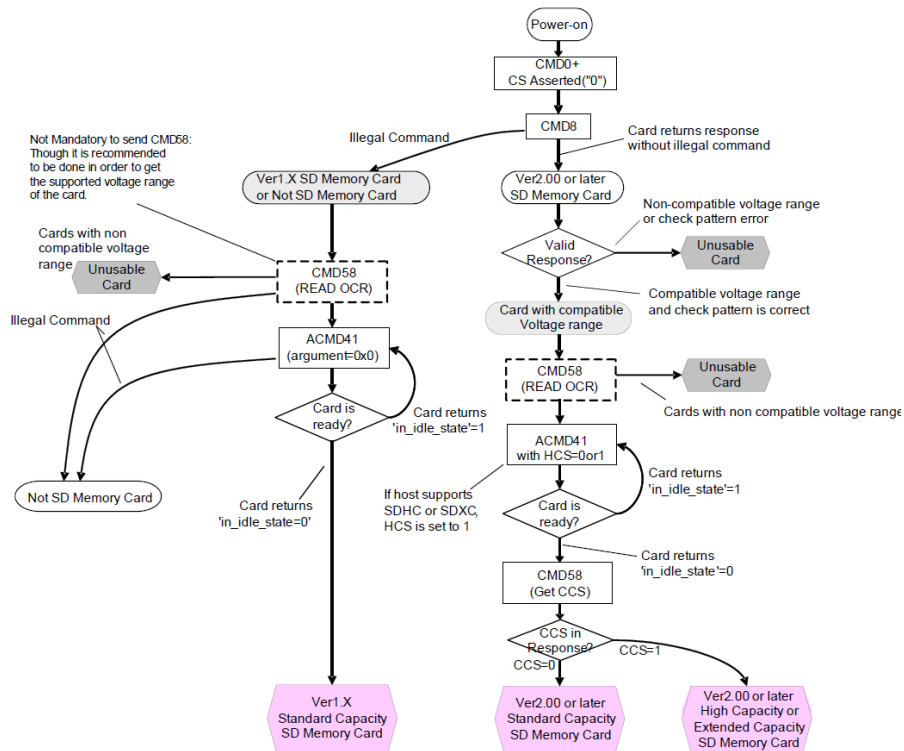 Power-on
CMD0+
CS Asserted("0")
CMD8
Illegal Command
Card returns response
without illegal command
Not Mandatory to send CMD58:
Though it is recommended
to be done in order to get
the supported voltage range
of the card.
Ver1.X SD Memory Card
or Not SD Memory Card
Ver2.00 or later
SD Memory Card
Non-compatible voltage range
or check pattern error
Cards with non
compatible voltage
range
Unusable
Card
CMD58
(READ OCR)
Valid
Response?
Unusable
Card
Compatible voltage range
and check pattern is correct
Card with compatible
Voltage range
Illegal Command
ACMD41
(argument=0x0)
CMD58
(READ OCR)
Unusable
Card
Cards with non compatible voltage range
Card is
ready?
Card returns
'in_idle_state'=1
ACMD41
with HCS=0or1
Card returns
'in_idle_state'=1
Not SD Memory Card
Card returns
'in_idle_state=0'
If host supports
SDHC or SDXC,
HCS is set to 1
Card is
ready?
Card returns
'in_idle_state'=0
CMD58
(Get CCS)
CCS in
Response?
CCS=0
CCS=1
Ver1.X
Standard Capacity
SD Memory Card
Ver2.00 or later
Standard Capacity
SD Memory Card
Ver2.00 or later
High Capacity or
Extended Capacity
SD Memory Card